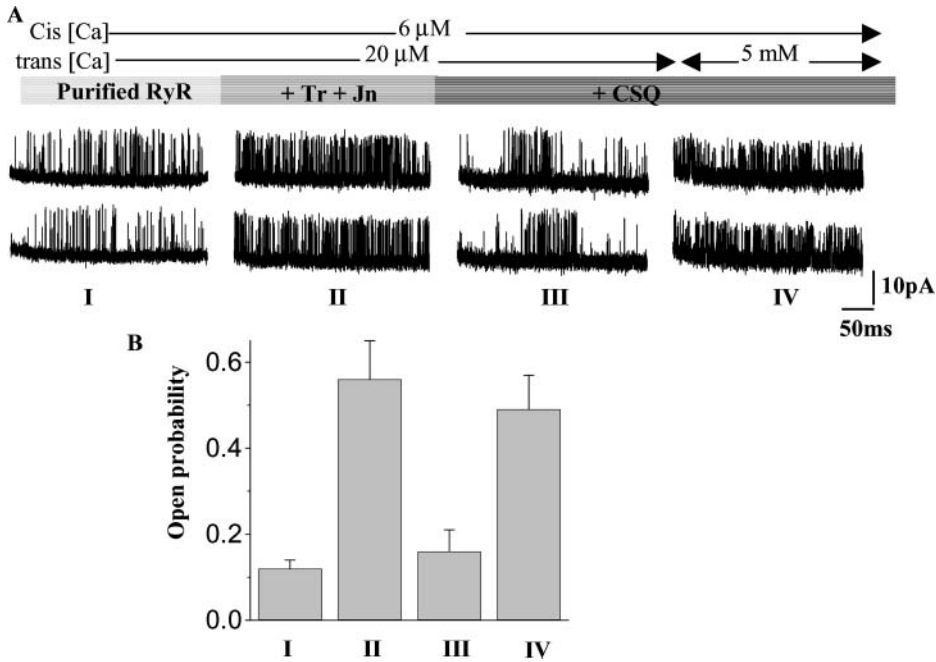 A
Cis [Ca] 6 μM
trans [Ca] 20 μM 5 mM
Purified RyR + Tr + Jn + CSQ
I II III IV
10pA
50ms
B
Open probability
0.6
0.4
0.2
0.0
I II III IV